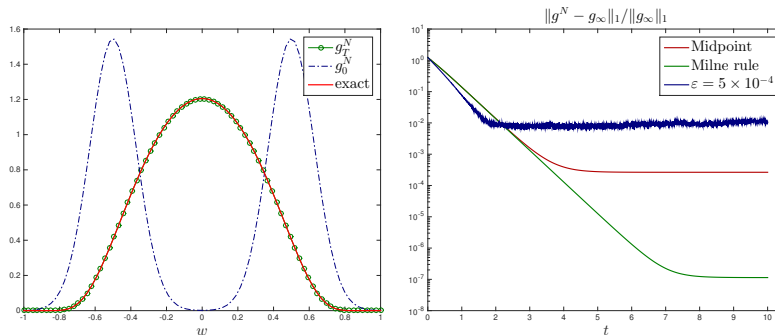 1.6
1.4
1.2
1
0.8
0.6
0.4
0.2
0
-1 -0.8 -0.6 -0.4 -0.2 0 0.2 0.4 0.6 0.8 1
w
g_T^N
g_0^N
exact
‖g^N − g_∞‖_1/‖g_∞‖_1
10^1
10^0
10^-1
10^-2
10^-3
10^-4
10^-5
10^-6
10^-7
10^-8
0 1 2 3 4 5 6 7 8 9 10
t
Midpoint
Milne rule
ε = 5 × 10^−4